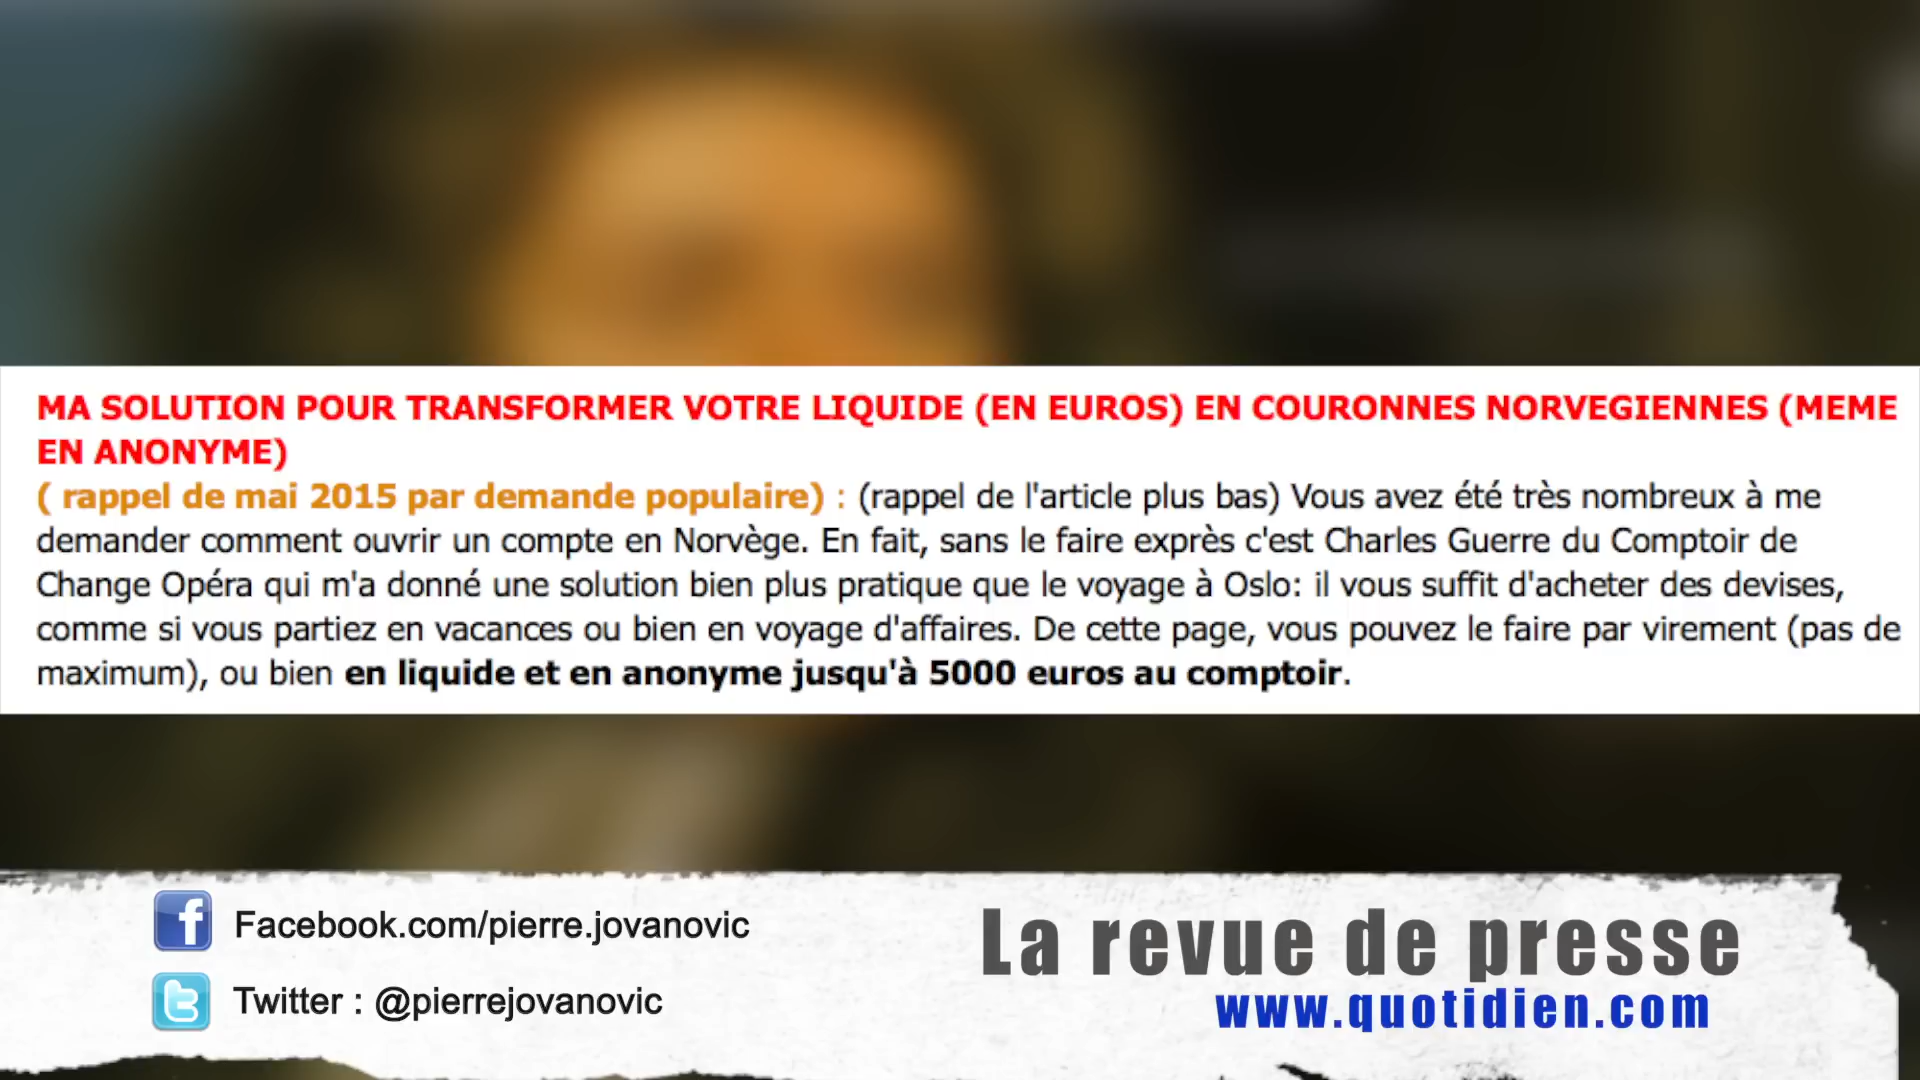 MA SOLUTION POUR TRANSFORMER VOTRE LIQUIDE (EN EUROS) EN COURONNES NORVEGIENNES (MEME
EN ANONYME)
( rappel de mai 2015 par demande populaire) : (rappel de l'article plus bas) Vous avez été très nombreux à me
demander comment ouvrir un compte en Norvège. En fait, sans le faire exprès c'est Charles Guerre du Comptoir de
Change Opéra qui m'a donné une solution bien plus pratique que le voyage à Oslo: il vous suffit d'acheter des devises,
comme si vous partiez en vacances ou bien en voyage d'affaires. De cette page, vous pouvez le faire par virement (pas de
maximum), ou bien en liquide et en anonyme jusqu'à 5000 euros au comptoir.
Facebook.com/pierre.jovanovic
Twitter : @pierrejovanovic
La revue de presse
www.quotidien.com